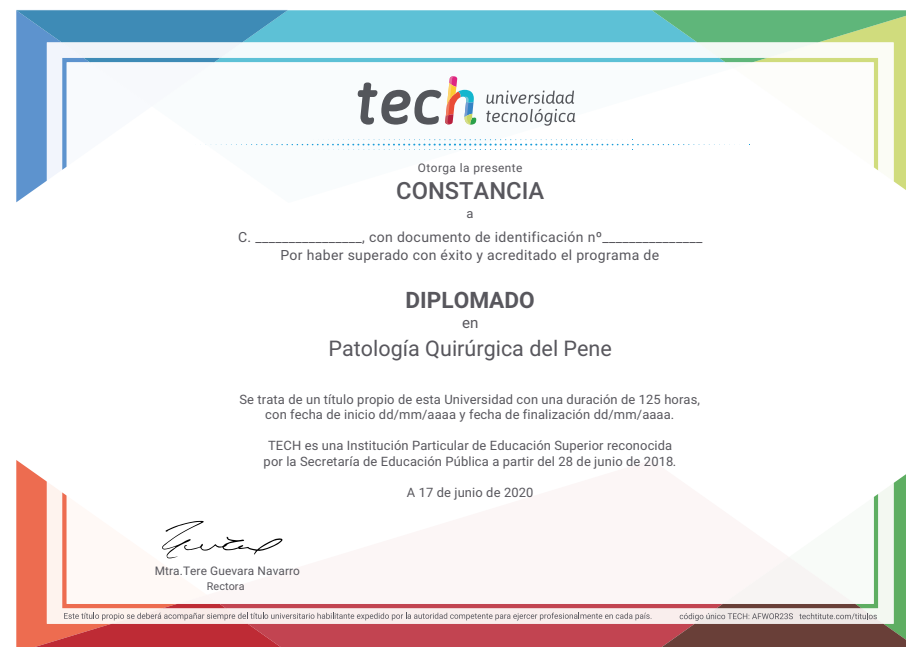 tech universidad
tecnológica
Otorga la presente
CONSTANCIA
a
C. ________________, con documento de identificación nº_______________
Por haber superado con éxito y acreditado el programa de
DIPLOMADO
en
Patología Quirúrgica del Pene
Se trata de un título propio de esta Universidad con una duración de 125 horas,
con fecha de inicio dd/mm/aaaa y fecha de finalización dd/mm/aaaa.
TECH es una Institución Particular de Educación Superior reconocida
por la Secretaría de Educación Pública a partir del 28 de junio de 2018.
A 17 de junio de 2020
Mtra.Tere Guevara Navarro
Rectora
Este título propio se deberá acompañar siempre del título universitario habilitante expedido por la autoridad competente para ejercer profesionalmente en cada país. código único TECH: AFWOR23S techtitute.com/titulos